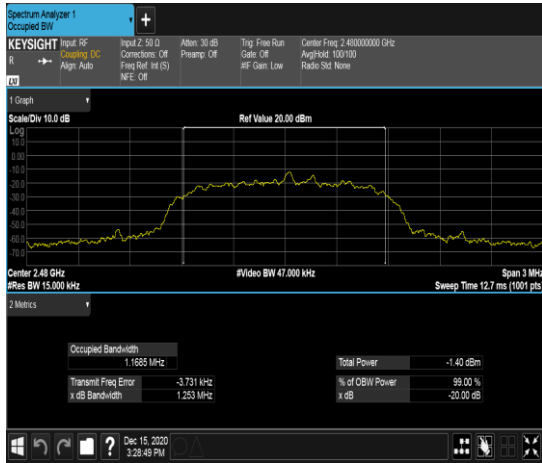 Spectrum Analyzer 1
Occupied BW
+
KEYSIGHT Input: RF Input Z: 50 Ω Atten: 30 dB Trig: Free Run Center Freq: 2.480000000 GHz
R Coupling: DC Corrections: Off Preamp: Off Gate: Off Avg|Hold: 100/100
Align: Auto Freq Ref: Int (S) #IF Gain: Low Radio Std: None
LXI NFE: Off
1 Graph
Scale/Div 10.0 dB Ref Value 20.00 dBm
Log
10.0
0.00
-10.0
-20.0
-30.0
-40.0
-50.0
-60.0
-70.0
Center 2.48 GHz #Video BW 47.000 kHz Span 3 MHz
#Res BW 15.000 kHz Sweep Time 12.7 ms (1001 pts)
2 Metrics
Occupied Bandwidth
1.1685 MHz Total Power -1.40 dBm
Transmit Freq Error -3.731 kHz % of OBW Power 99.00 %
x dB Bandwidth 1.253 MHz x dB -20.00 dB
? Dec 15, 2020
3:28:49 PM